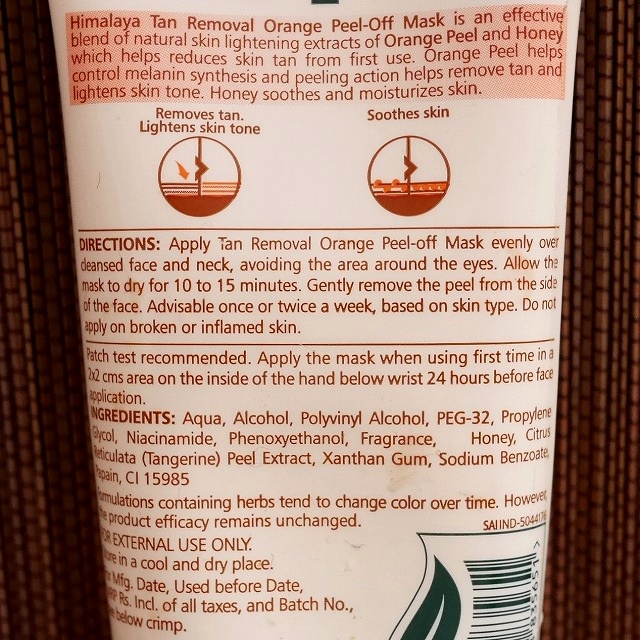 Himalaya Tan Removal Orange Peel-Off Mask is an effective
blend of natural skin lightening extracts of Orange Peel and Honey
which helps reduces skin tan from first use. Orange Peel helps
control melanin synthesis and peeling action helps remove tan and
lightens skin tone. Honey soothes and moisturizes skin.
Removes tan.
Lightens skin tone
Soothes skin
DIRECTIONS: Apply Tan Removal Orange Peel-off Mask evenly over
cleansed face and neck, avoiding the area around the eyes. Allow the
mask to dry for 10 to 15 minutes. Gently remove the peel from the side
of the face. Advisable once or twice a week, based on skin type. Do not
apply on broken or inflamed skin.
Patch test recommended. Apply the mask when using first time in a
2x2 cms area on the inside of the hand below wrist 24 hours before face
application.
INGREDIENTS: Aqua, Alcohol, Polyvinyl Alcohol, PEG-32, Propylene
Glycol, Niacinamide, Phenoxyethanol, Fragrance, Honey, Citrus
Reticulata (Tangerine) Peel Extract, Xanthan Gum, Sodium Benzoate,
Papain, CI 15985
Formulations containing herbs tend to change color over time. However,
the product efficacy remains unchanged.
SAIIND-5044176
FOR EXTERNAL USE ONLY.
Store in a cool and dry place.
Mfg. Date, Used before Date,
MRP Rs. Incl. of all taxes, and Batch No.,
below crimp.